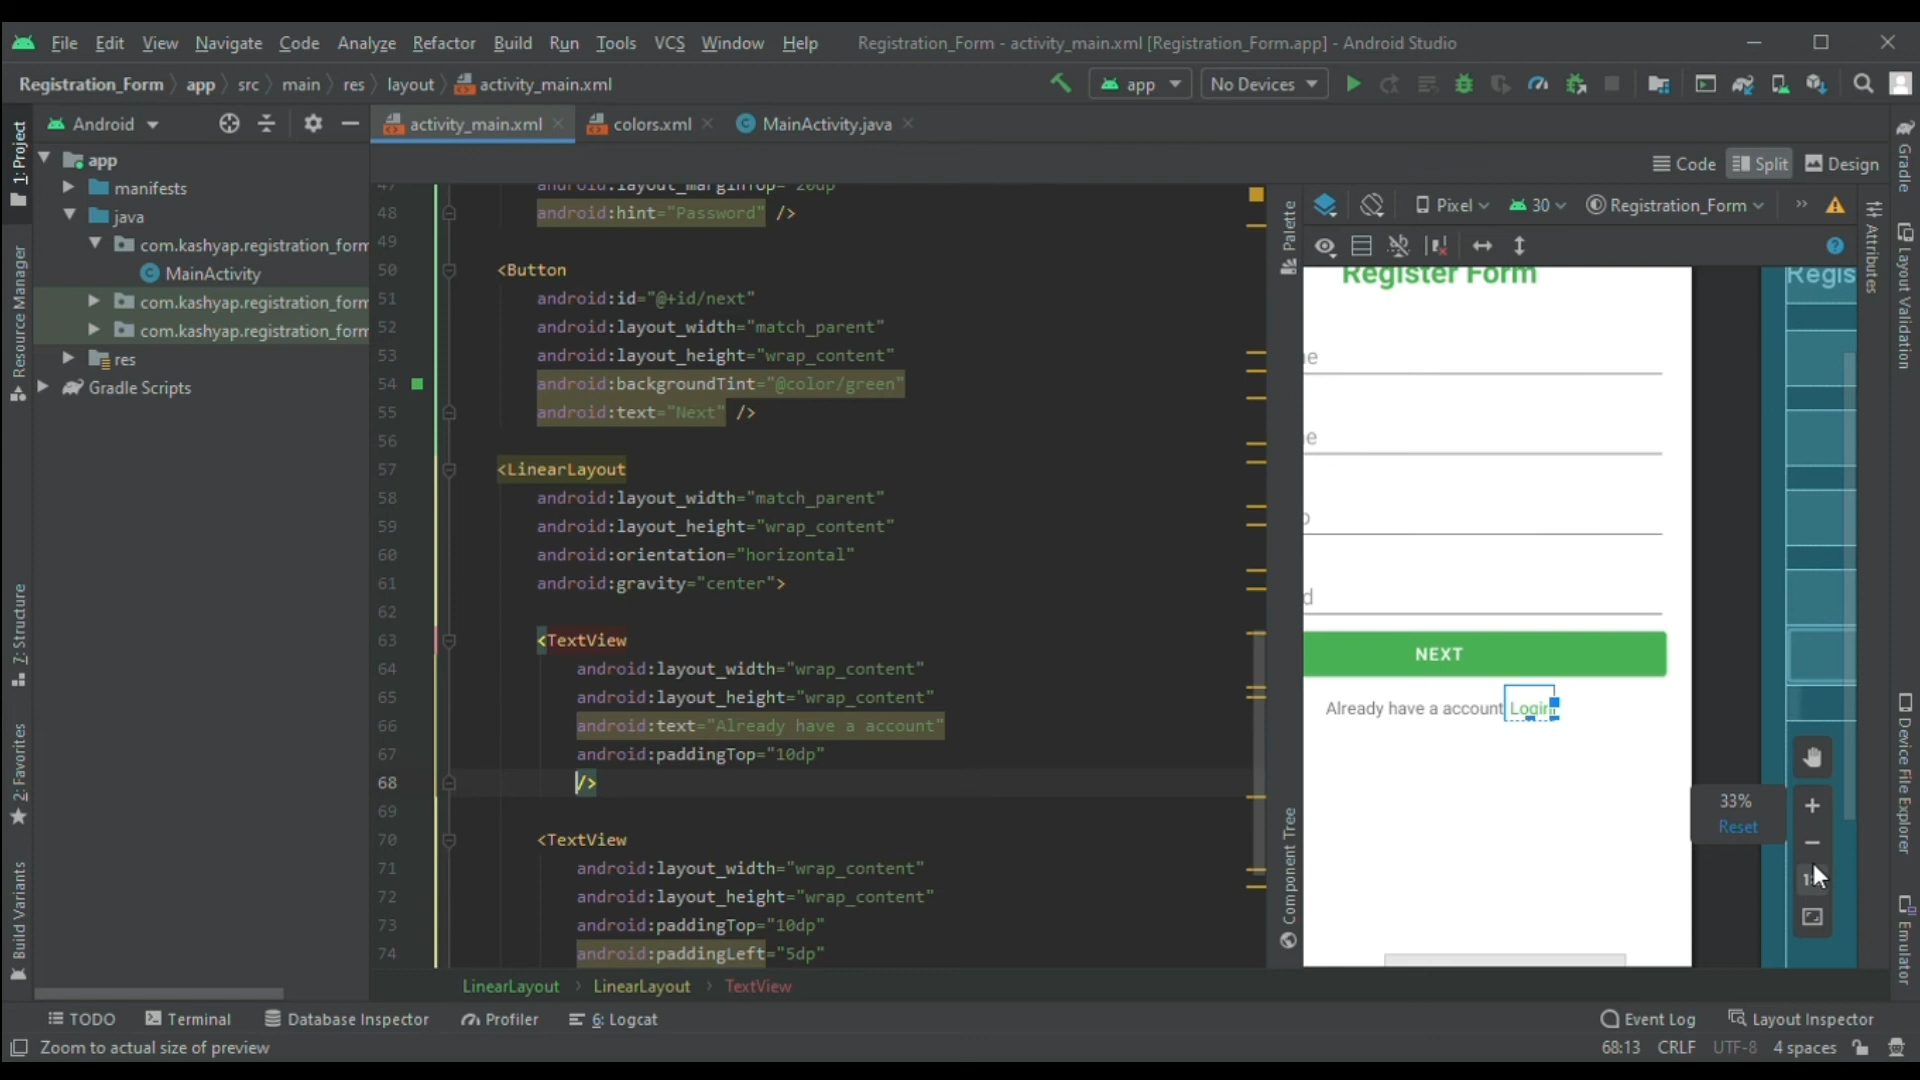 File Edit View Navigate Code Analyze Refactor Build Run Tools VCS Window Help Registration_Form - activity_main.xml [Registration_Form.app] - Android Studio
Registration_Form app src main res layout activity_main.xml app No Devices
Android activity_main.xml colors.xml MainActivity.java
Code Split Design
1: Project
Resource Manager
7: Structure
2: Favorites
Build Variants
app
manifests
java
com.kashyap.registration_form
MainActivity
com.kashyap.registration_form
com.kashyap.registration_form
res
Gradle Scripts
47 android:layout_marginTop="20dp"
48 android:hint="Password" />
49
50 <Button
51 android:id="@+id/next"
52 android:layout_width="match_parent"
53 android:layout_height="wrap_content"
54 android:backgroundTint="@color/green"
55 android:text="Next" />
56
57 <LinearLayout
58 android:layout_width="match_parent"
59 android:layout_height="wrap_content"
60 android:orientation="horizontal"
61 android:gravity="center">
62
63 <TextView
64 android:layout_width="wrap_content"
65 android:layout_height="wrap_content"
66 android:text="Already have a account"
67 android:paddingTop="10dp"
68 />
69
70 <TextView
71 android:layout_width="wrap_content"
72 android:layout_height="wrap_content"
73 android:paddingTop="10dp"
74 android:paddingLeft="5dp"
LinearLayout LinearLayout TextView
Palette
Component Tree
Pixel 30 Registration_Form
Register Form
Regis
NEXT
Already have a account Login
33%
Reset
Attributes
Gradle
Layout Validation
Device File Explorer
Emulator
TODO Terminal Database Inspector Profiler 6: Logcat Event Log Layout Inspector
Zoom to actual size of preview 68:13 CRLF UTF-8 4 spaces